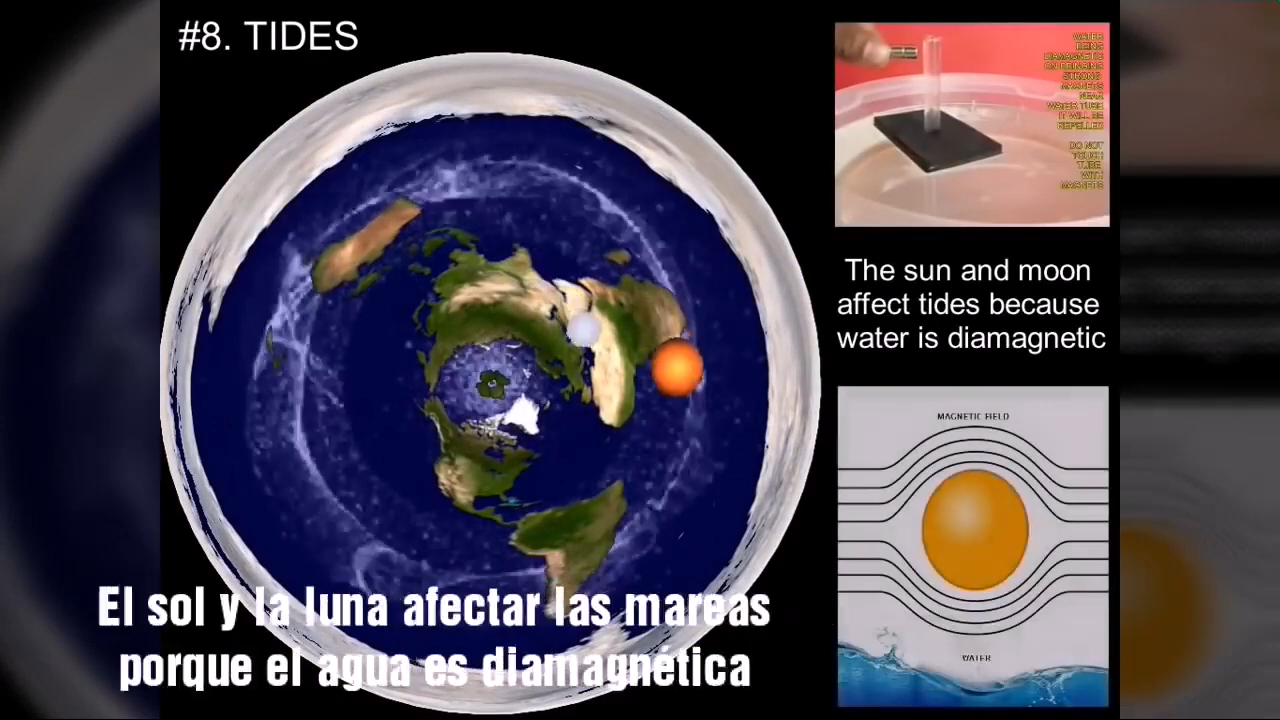 #8. TIDES
WATER
BEING
DIAMAGNETIC
ON BRINGING
STRONG
MAGNETS
NEAR
WATER TUBE
IT WILL BE
REPELLED
DO NOT
TOUCH
TUBE
WITH
MAGNETS
The sun and moon
affect tides because
water is diamagnetic
MAGNETIC FIELD
WATER
El sol y la luna afectar las mareas
porque el agua es diamagnética